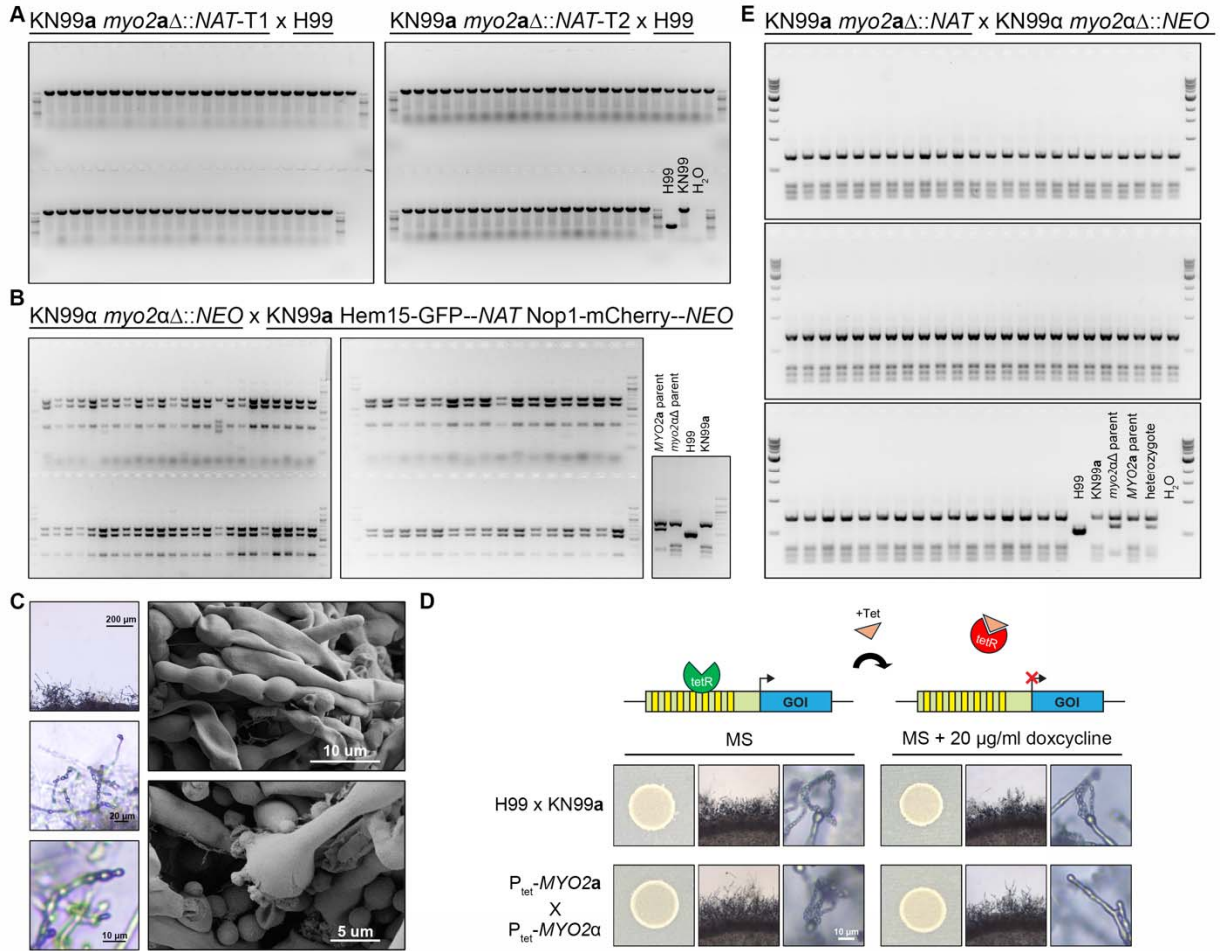 A
KN99a myo2aΔ::NAT-T1 x H99
KN99a myo2aΔ::NAT-T2 x H99
H99
KN99
H₂O
B
KN99α myo2αΔ::NEO x KN99a Hem15-GFP--NAT Nop1-mCherry--NEO
MYO2a parent
myo2αΔ parent
H99
KN99a
C
200 µm
20 µm
10 µm
10 um
5 um
D
+Tet
tetR
GOI
tetR
GOI
MS
MS + 20 µg/ml doxcycline
H99 x KN99a
Ptet-MYO2a
X
Ptet-MYO2α
10 µm
E
KN99a myo2aΔ::NAT x KN99α myo2αΔ::NEO
H99
KN99a
myo2αΔ parent
MYO2a parent
heterozygote
H₂O